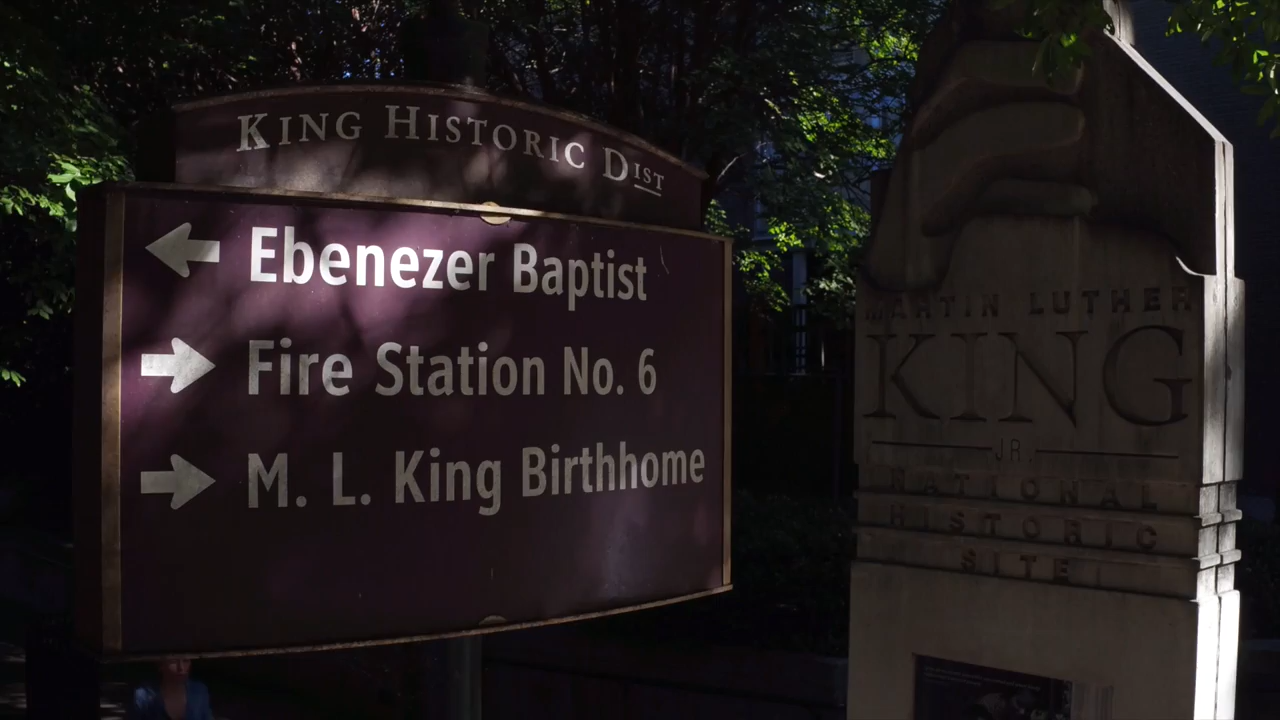 KING HISTORIC DIST
Ebenezer Baptist
Fire Station No. 6
M. L. King Birthhome
MARTIN LUTHER
KING
JR.
NATIONAL
HISTORIC
SITE